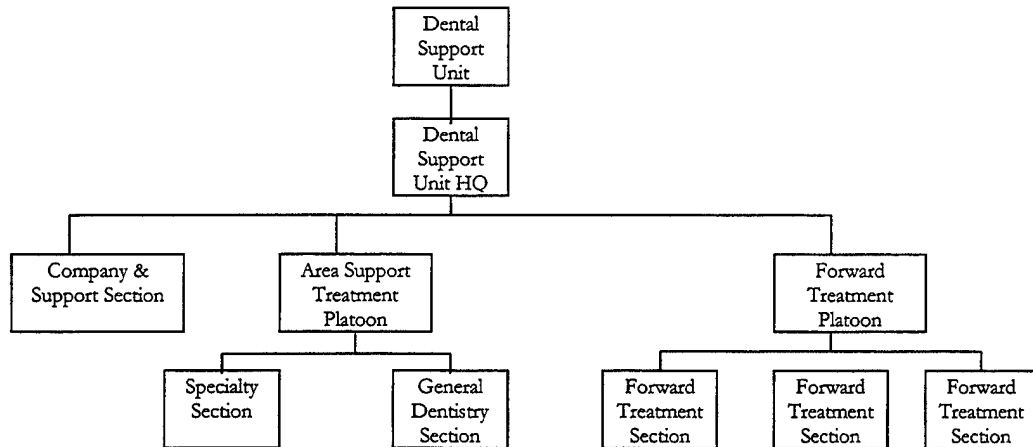 Dental
Support
Unit
Dental
Support
Unit HQ
Company &
Support Section
Area Support
Treatment
Platoon
Forward
Treatment
Platoon
Specialty
Section
General
Dentistry
Section
Forward
Treatment
Section
Forward
Treatment
Section
Forward
Treatment
Section